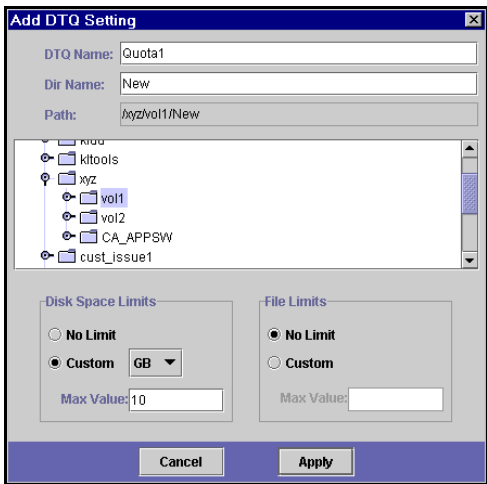 Add DTQ Setting
DTQ Name: Quota1
Dir Name: New
Path: /xyz/vol1/New
kltools
xyz
vol1
vol2
CA_APPSW
cust_issue1
Disk Space Limits
No Limit
Custom GB
Max Value: 10
File Limits
No Limit
Custom
Max Value:
Cancel Apply